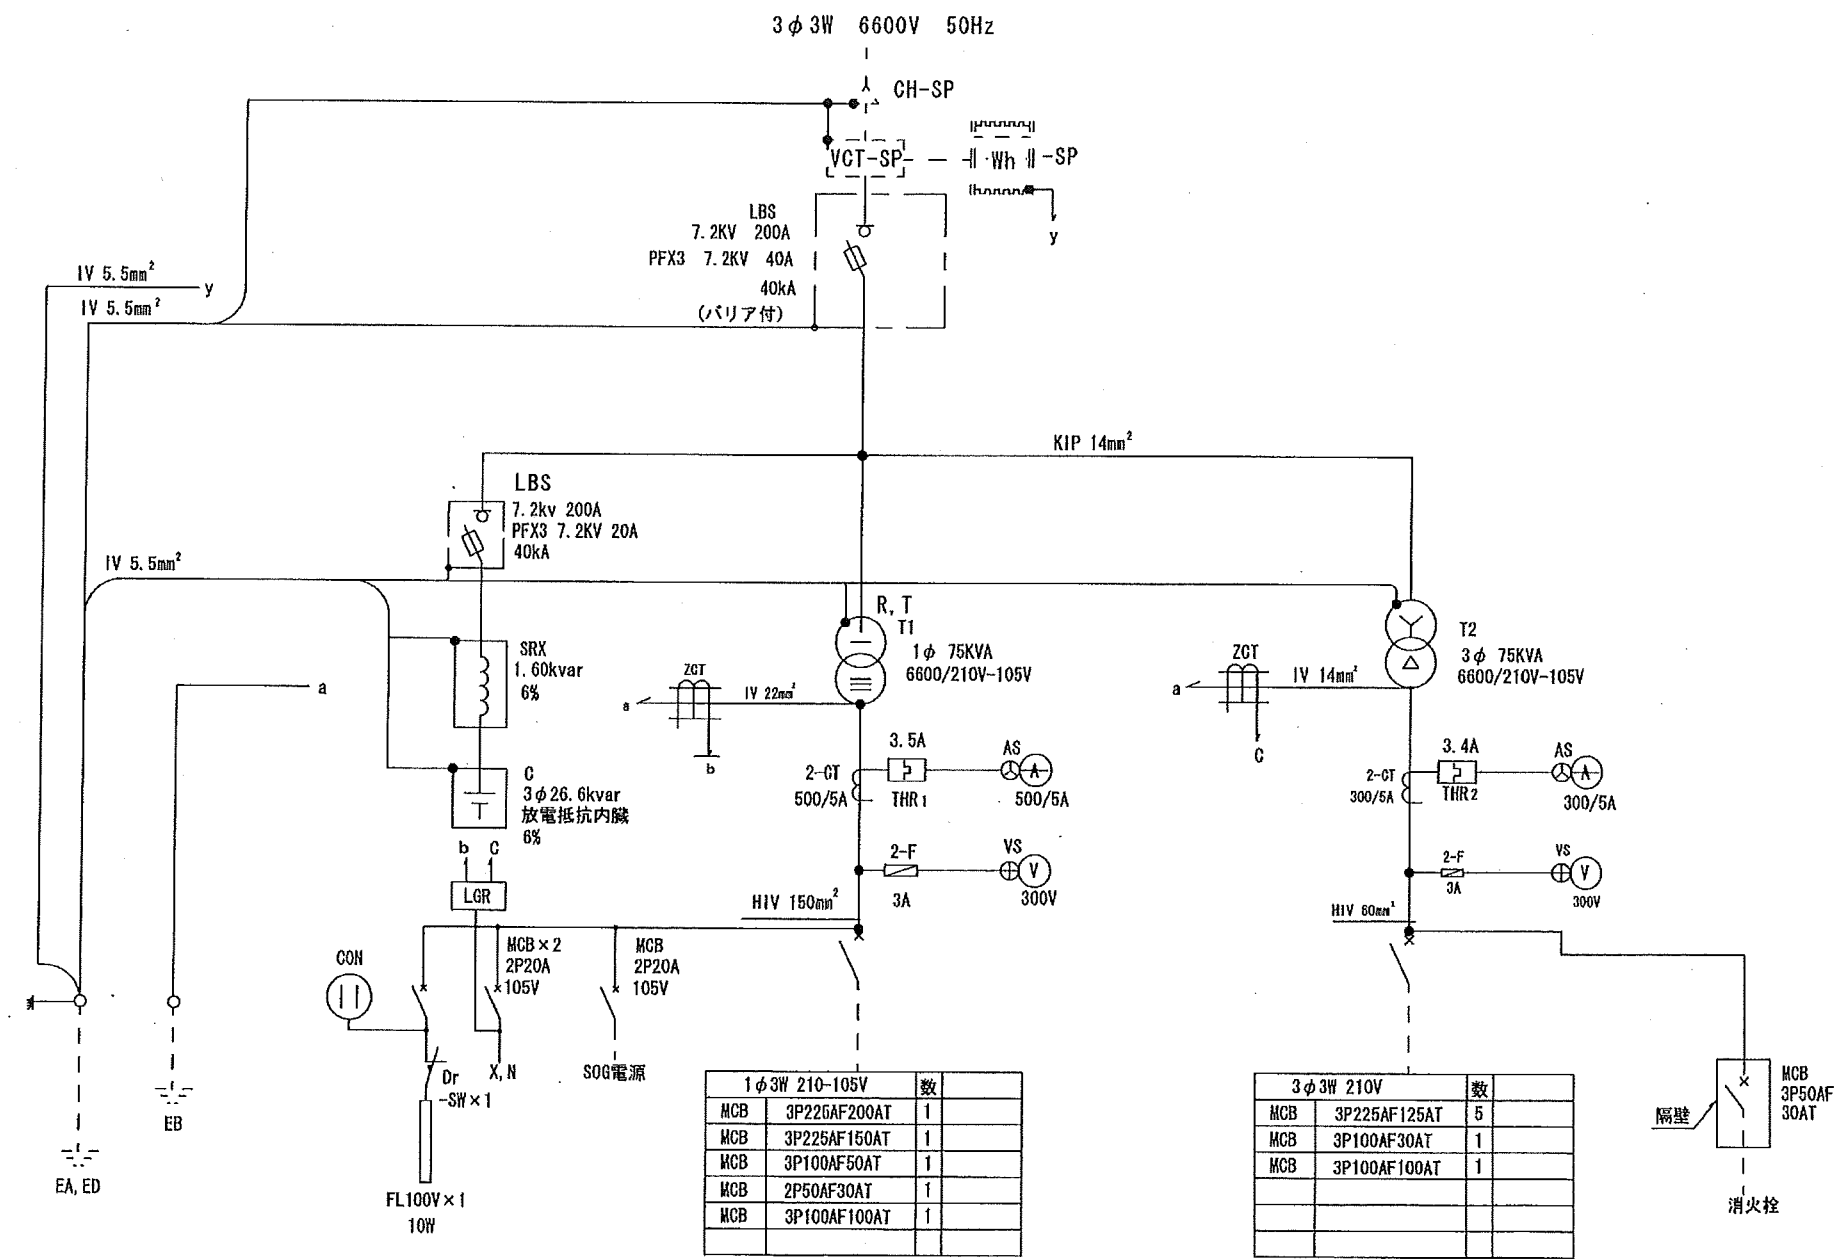 3φ3W 6600V 50Hz
CH-SP
VCT-SP
Wh
-SP
y
LBS
7.2KV 200A
PFX3 7.2KV 40A
40kA
(バリア付)
IV 5.5mm²
y
IV 5.5mm²
KIP 14mm²
LBS
7.2kv 200A
PFX3 7.2KV 20A
40kA
IV 5.5mm²
R,T
T1
1φ 75KVA
6600/210V-105V
T2
3φ 75KVA
6600/210V-105V
SRX
1.60kvar
6%
a
ZCT
a
IV 22mm²
b
ZCT
a
IV 14mm²
C
C
3φ26.6kvar
放電抵抗内臓
6%
2-CT
500/5A
3.5A
THR1
AS
A
500/5A
2-CT
300/5A
3.4A
THR2
AS
A
300/5A
b C
LGR
2-F
3A
VS
V
300V
2-F
3A
VS
V
300V
HIV 150mm²
HIV 60mm²
CON
MCB×2
2P20A
105V
MCB
2P20A
105V
Dr
-SW×1
X,N
SOG電源
FL100V×1
10W
EB
EA,ED
1φ3W 210-105V 数
MCB 3P225AF200AT 1
MCB 3P225AF150AT 1
MCB 3P100AF50AT 1
MCB 2P50AF30AT 1
MCB 3P100AF100AT 1
3φ3W 210V 数
MCB 3P225AF125AT 5
MCB 3P100AF30AT 1
MCB 3P100AF100AT 1
隔壁
MCB
3P50AF
30AT
消火栓